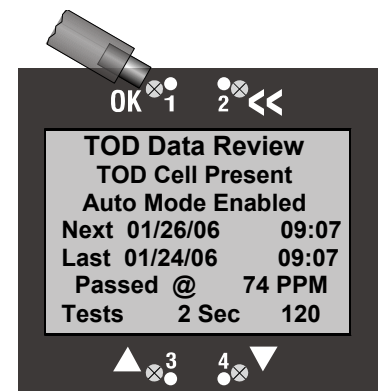 OK 1 2 <<
TOD Data Review
TOD Cell Present
Auto Mode Enabled
Next 01/26/06 09:07
Last 01/24/06 09:07
Passed @ 74 PPM
Tests 2 Sec 120
3 4